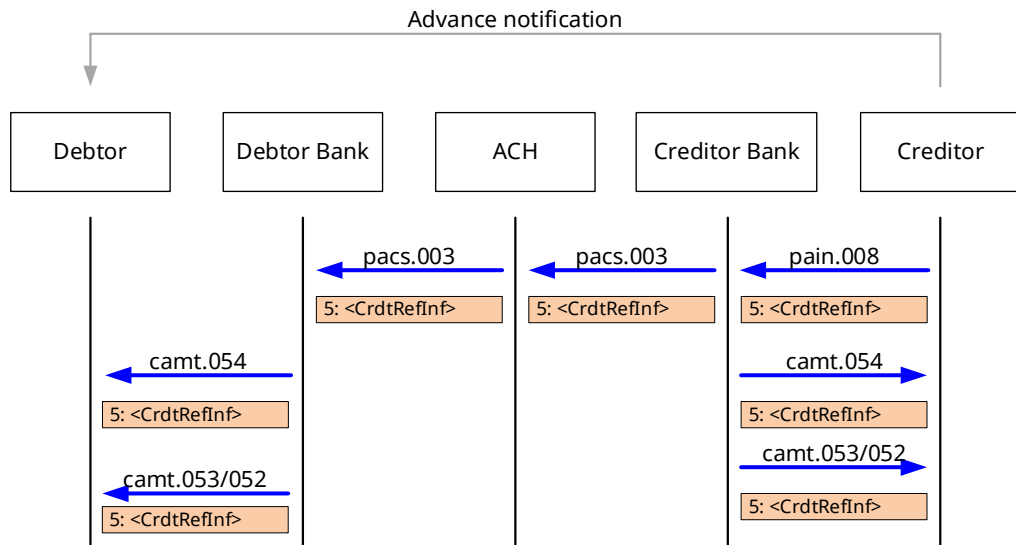 Advance notification
Debtor
Debtor Bank
ACH
Creditor Bank
Creditor
pacs.003
pacs.003
pain.008
5: <CrdtRefInf>
5: <CrdtRefInf>
5: <CrdtRefInf>
camt.054
camt.054
5: <CrdtRefInf>
5: <CrdtRefInf>
camt.053/052
camt.053/052
5: <CrdtRefInf>
5: <CrdtRefInf>